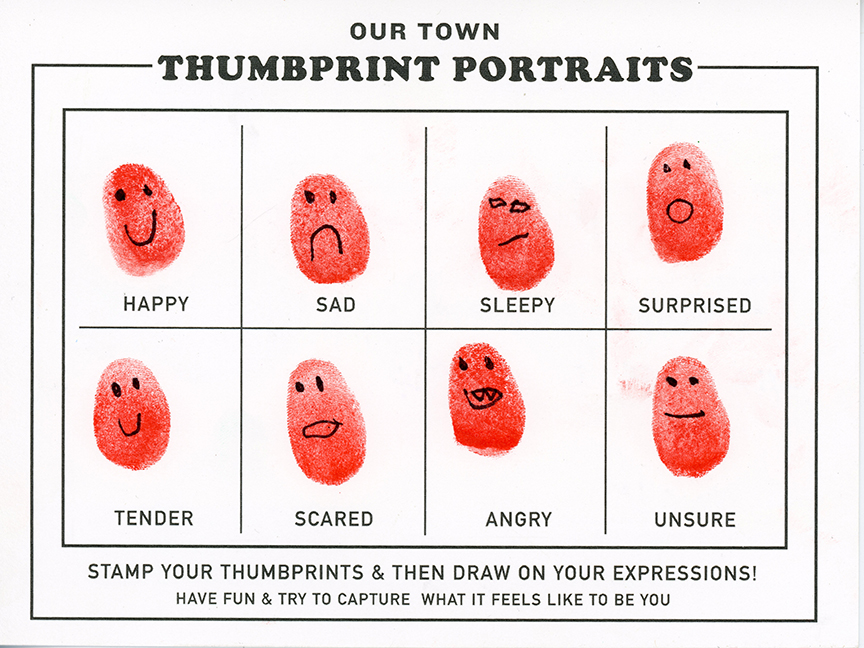 OUR TOWN
THUMBPRINT PORTRAITS
HAPPY
SAD
SLEEPY
SURPRISED
TENDER
SCARED
ANGRY
UNSURE
STAMP YOUR THUMBPRINTS & THEN DRAW ON YOUR EXPRESSIONS!
HAVE FUN & TRY TO CAPTURE WHAT IT FEELS LIKE TO BE YOU